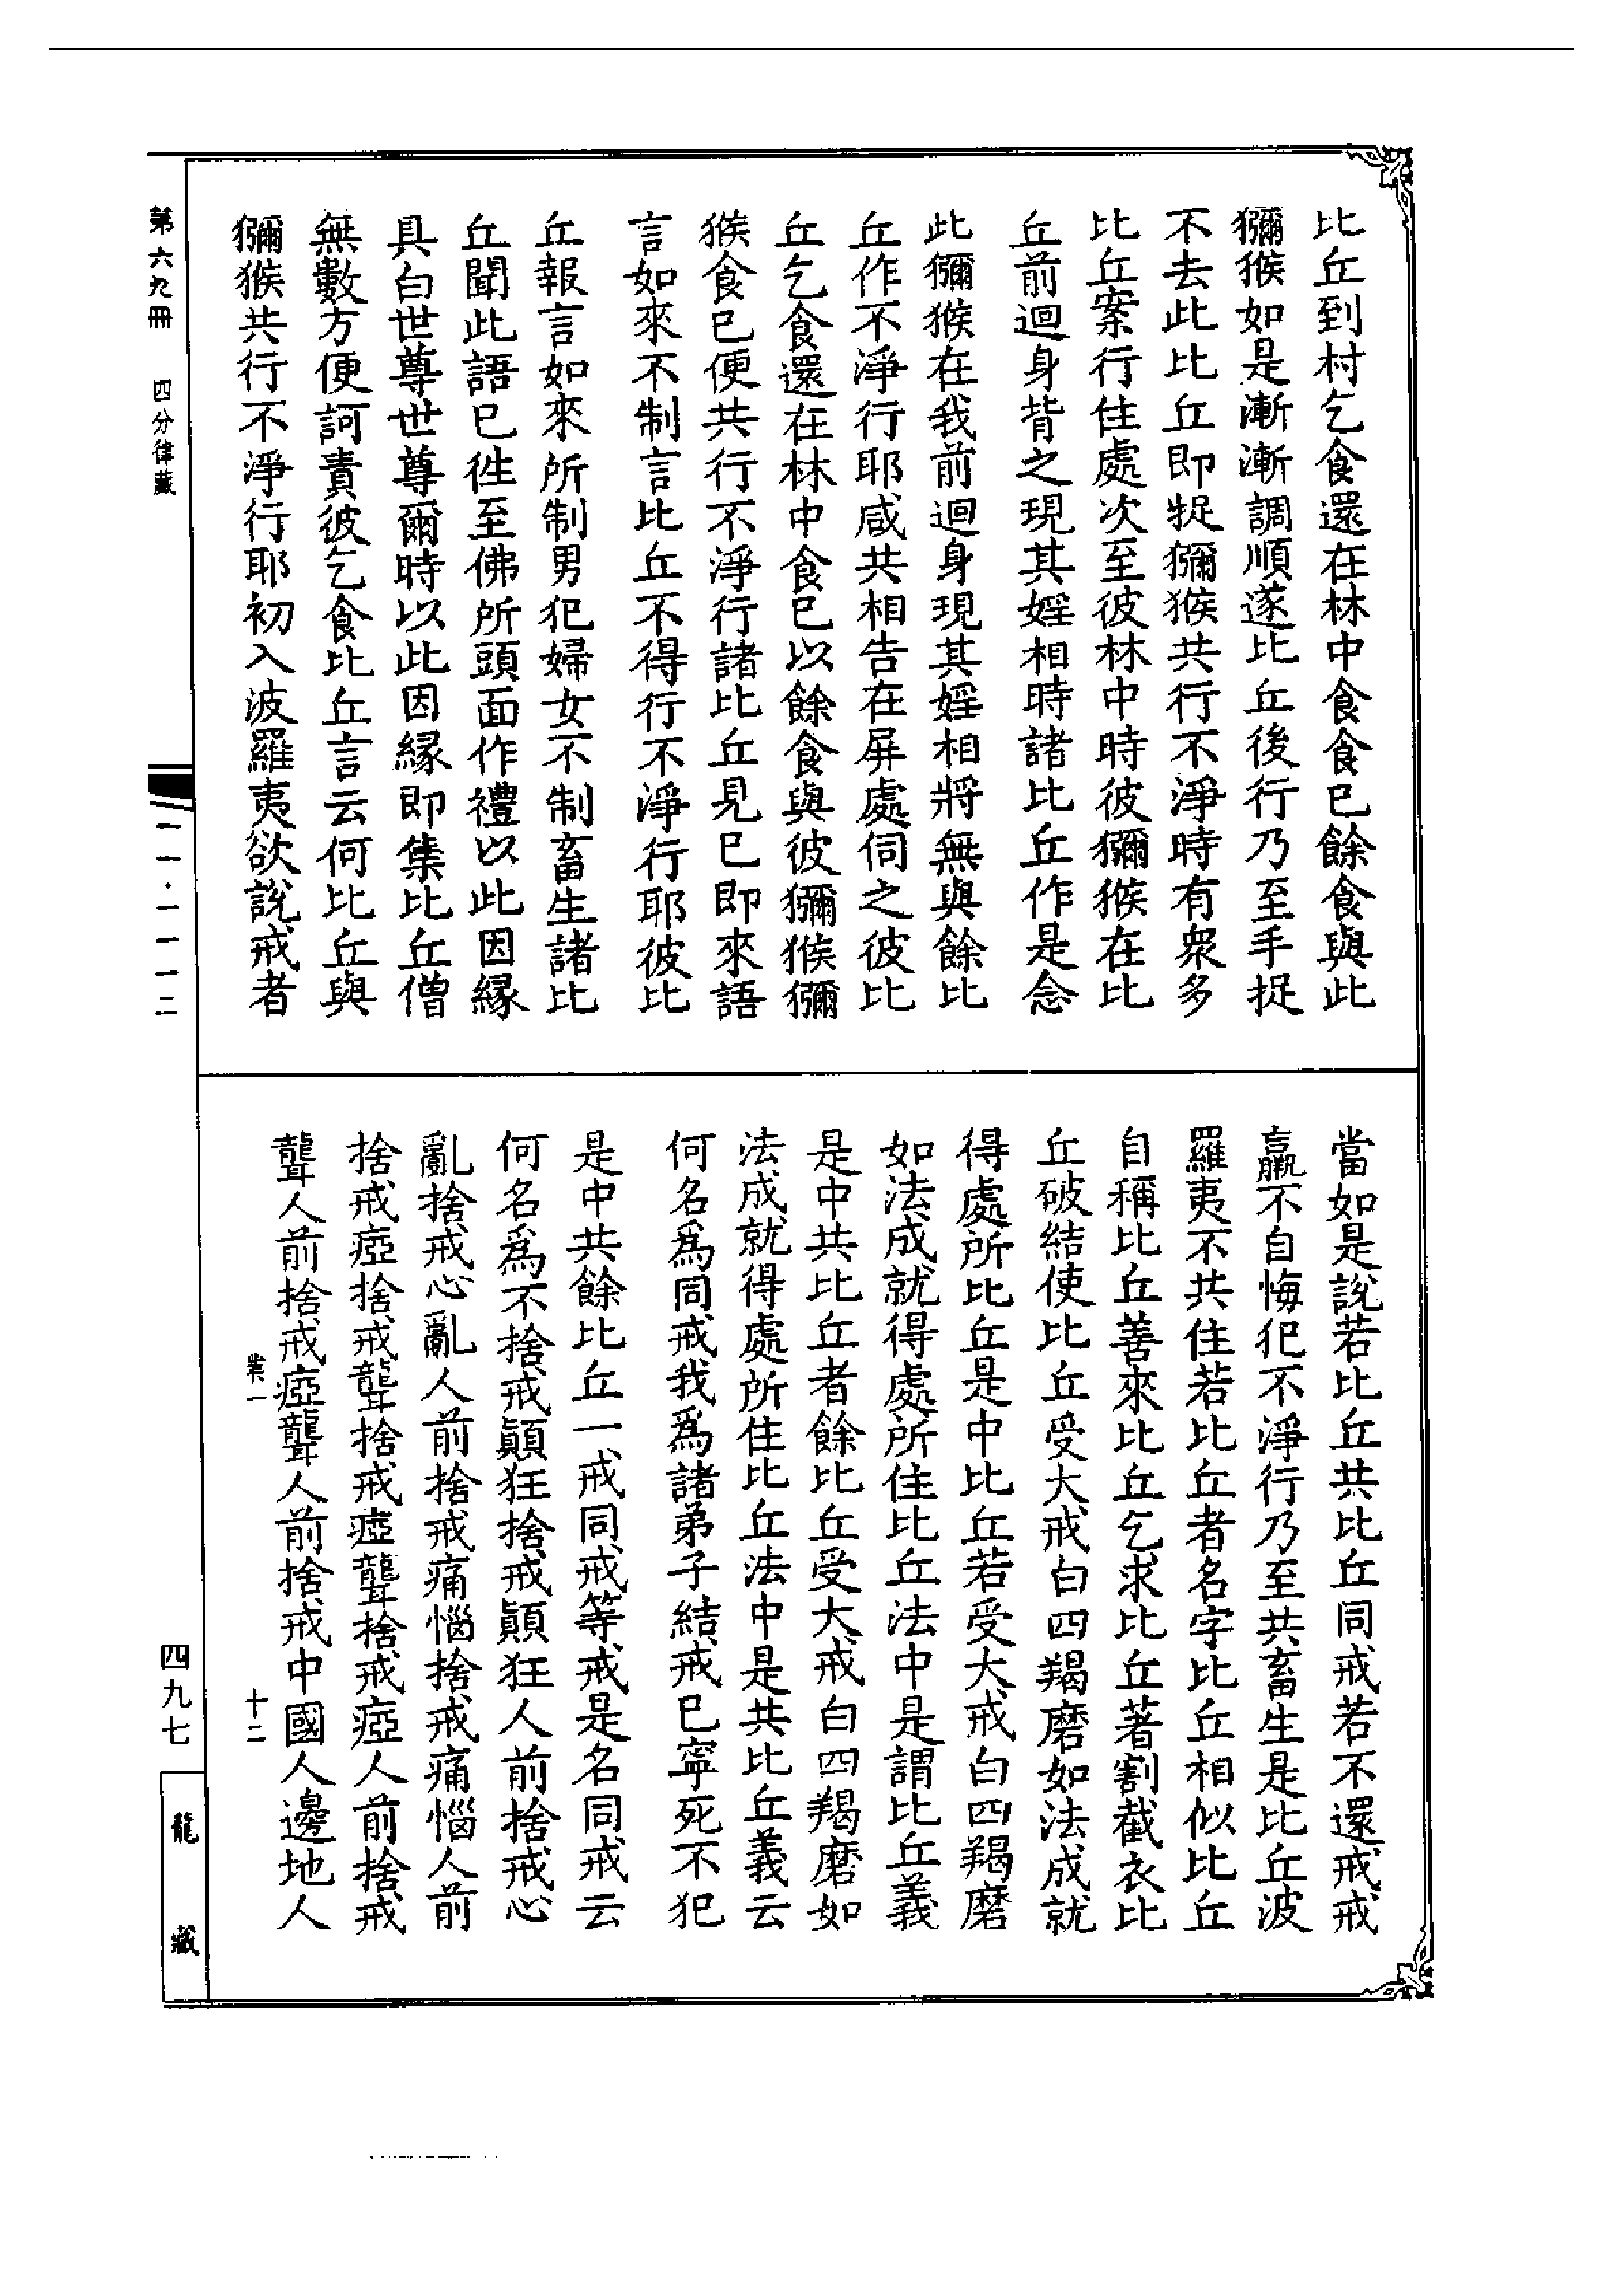 比丘到村乞食還在林中食食已餘食與此
獼猴如是漸漸調順遂比丘後行乃至手捉
不去此比丘即捉獼猴共行不淨時有衆多
比丘案行住處次至彼林中時彼獼猴在比
丘前迴身背之現其婬相時諸比丘作是念
此獼猴在我前迴身現其婬相將無與餘比
丘作不淨行耶咸共相告在屏處伺之彼比
丘乞食還在林中食已以餘食與彼獼猴獼
猴食已便共行不淨行諸比丘見已即來語
言如來不制言比丘不得行不淨行耶彼比
丘報言如來所制男犯婦女不制畜生諸比
丘聞此語已徃至佛所頭面作禮以此因緣
具白世尊世尊爾時以此因緣即集比丘僧
無數方便訶責彼乞食比丘言云何比丘與
獼猴共行不淨行耶初入波羅夷欲說戒者
當如是說若比丘共比丘同戒若不還戒戒
羸不自悔犯不淨行乃至共畜生是比丘波
羅夷不共住若比丘者名字比丘相似比丘
自稱比丘善來比丘乞求比丘著割截衣比
丘破結使比丘受大戒白四羯磨如法成就
得處所比丘是中比丘若受大戒白四羯磨
如法成就得處所住比丘法中是謂比丘義
是中共比丘者餘比丘受大戒白四羯磨如
法成就得處所住比丘法中是共比丘義云
何名爲同戒我爲諸弟子結戒已寧死不犯
是中共餘比丘一戒同戒等戒是名同戒云
何名爲不捨戒顚狂捨戒顚狂人前捨戒心
亂捨戒心亂人前捨戒痛惱捨戒痛惱人前
捨戒瘂捨戒聾捨戒瘂聾捨戒瘂人前捨戒
聾人前捨戒瘂聾人前捨戒中國人邊地人
業一 十二
第六九冊 四分律藏 一一·一一一二
四九七 龍藏